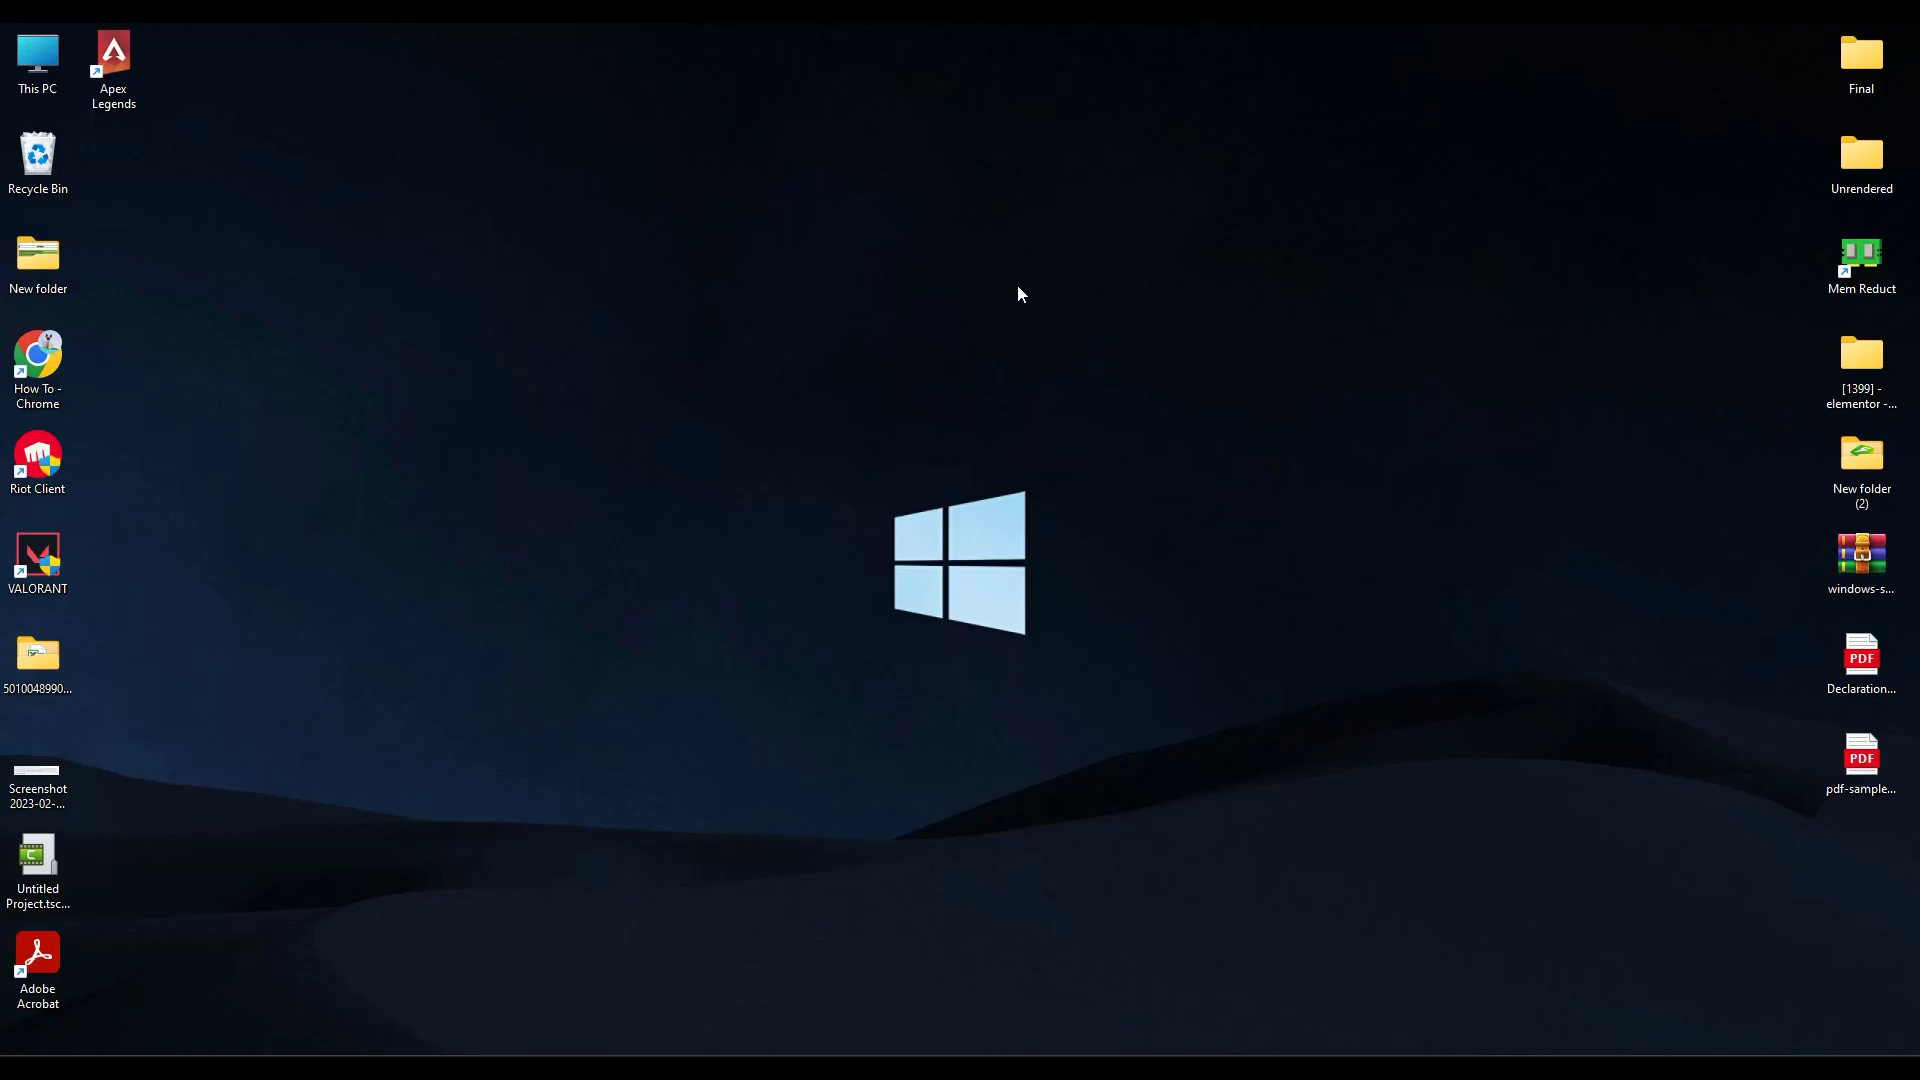 This PC
Apex
Legends
Recycle Bin
New folder
How To -
Chrome
Riot Client
VALORANT
5010048990...
Screenshot
2023-02-...
Untitled
Project.tsc...
Adobe
Acrobat
Final
Unrendered
Mem Reduct
[1399] -
elementor -...
New folder
(2)
windows-s...
PDF
Declaration...
PDF
pdf-sample...